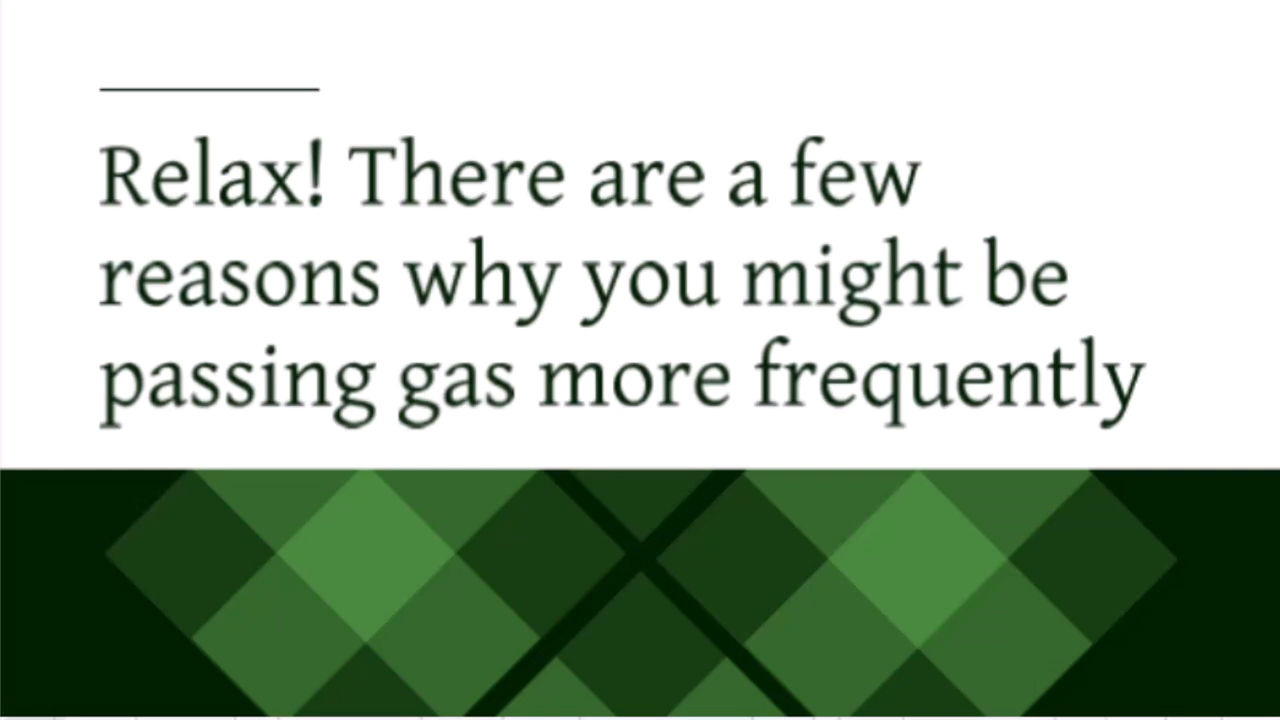 Relax! There are a few
reasons why you might be
passing gas more frequently